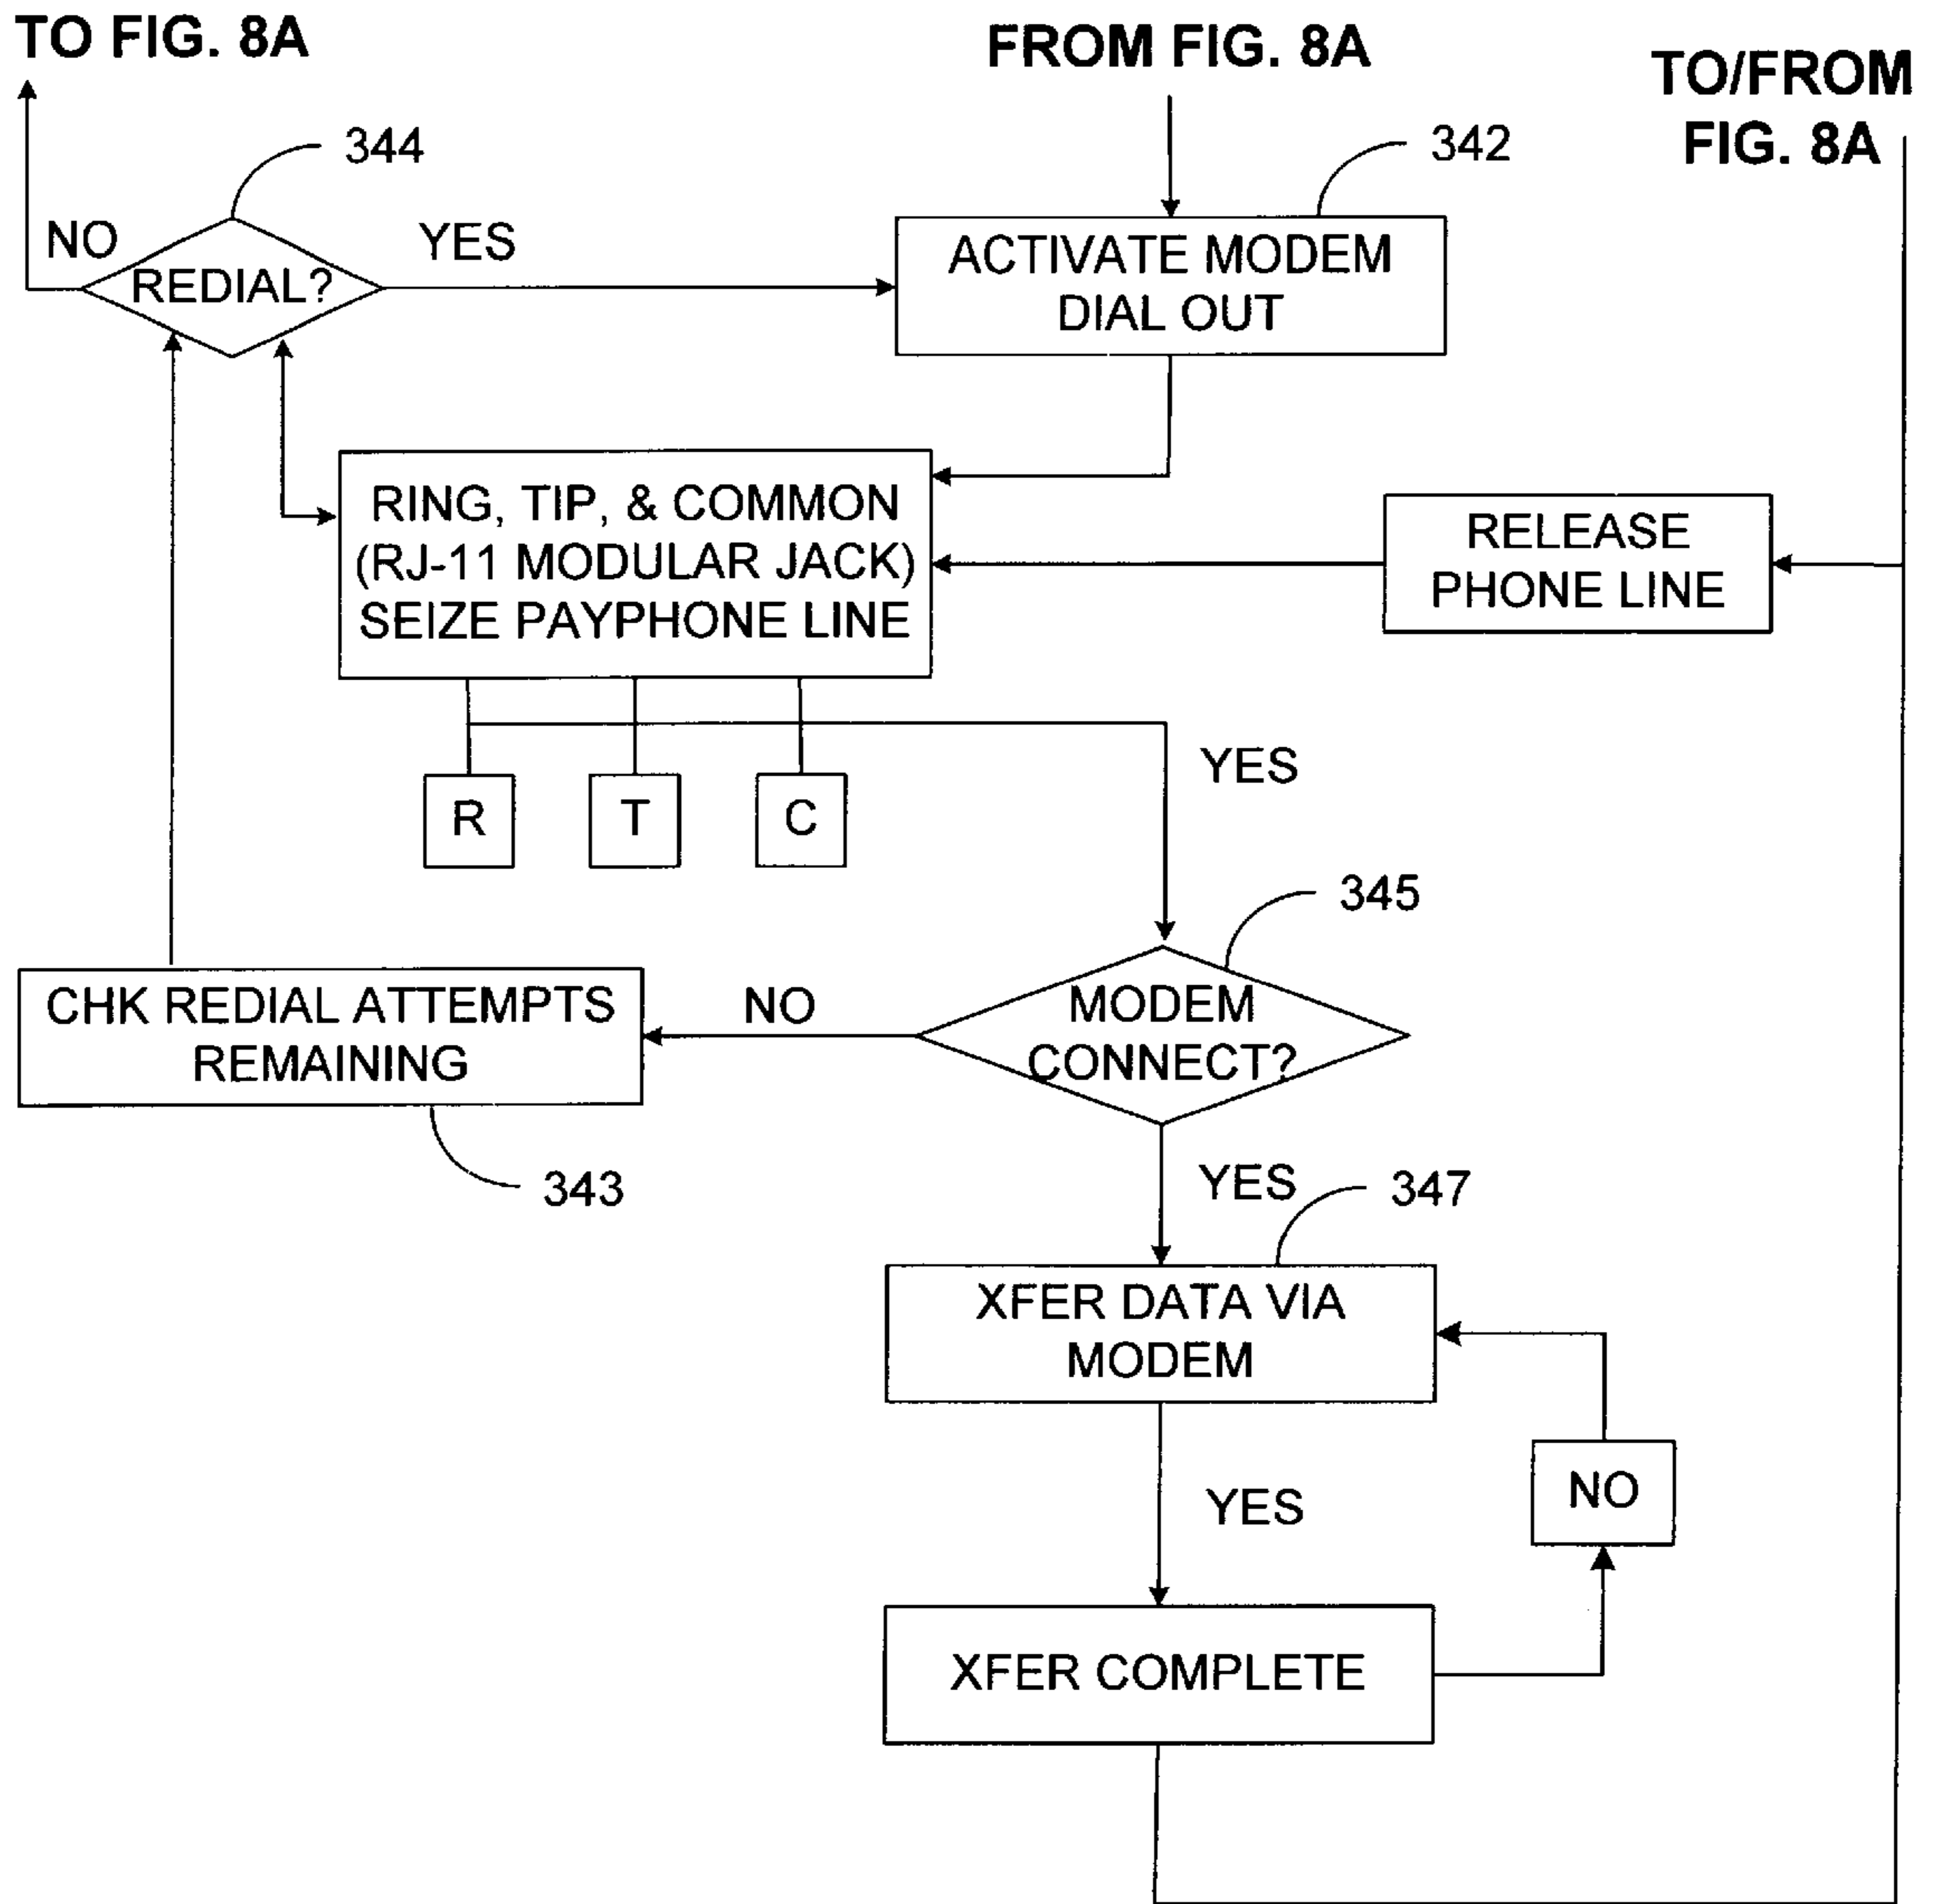 TO FIG. 8A
FROM FIG. 8A
TO/FROM
FIG. 8A
344
342
NO
YES
REDIAL?
ACTIVATE MODEM
DIAL OUT
RING, TIP, & COMMON
(RJ-11 MODULAR JACK)
SEIZE PAYPHONE LINE
RELEASE
PHONE LINE
YES
R
T
C
345
CHK REDIAL ATTEMPTS
REMAINING
NO
MODEM
CONNECT?
343
YES
347
XFER DATA VIA
MODEM
YES
NO
XFER COMPLETE